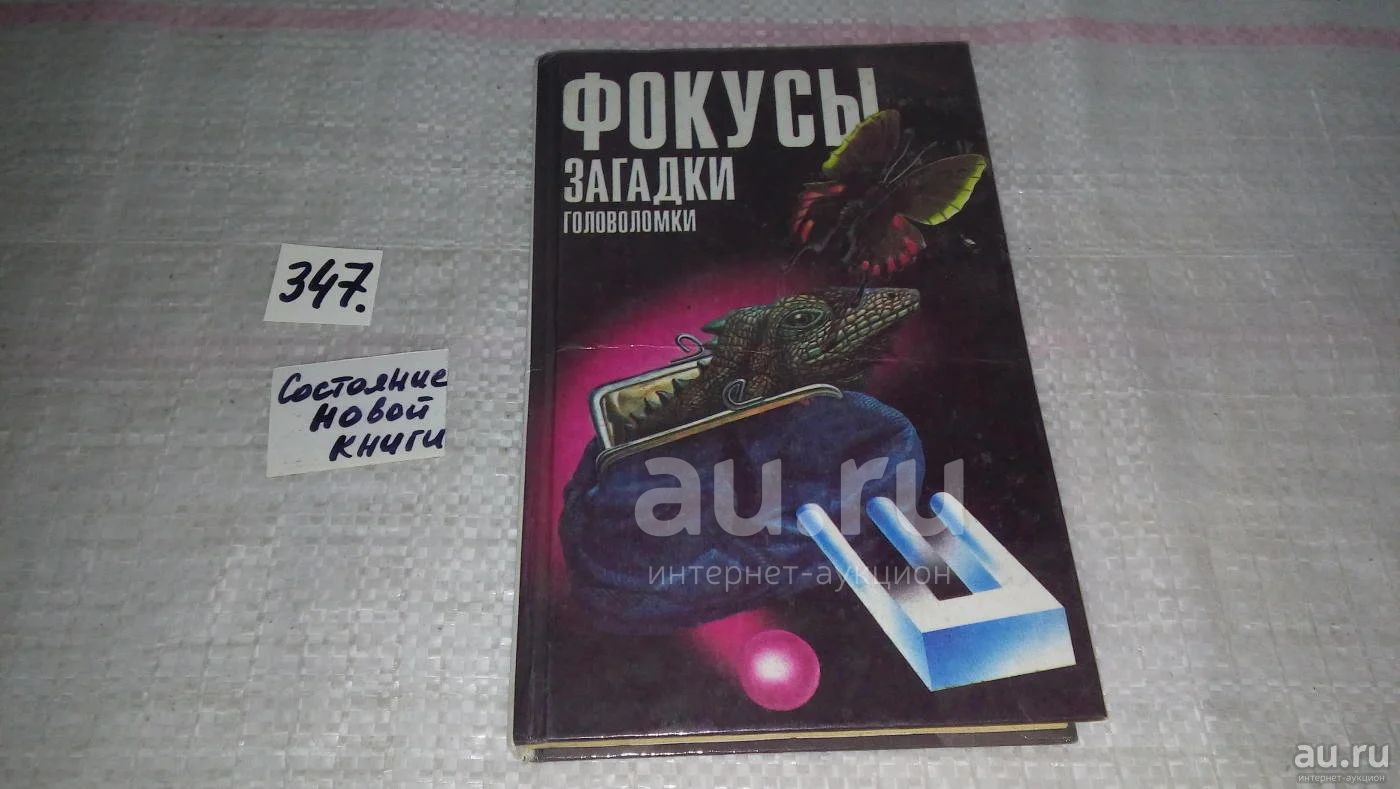 ФОКУСЫ
ЗАГАДКИ
ГОЛОВОЛОМКИ
347.
Состояние
новой
книги
au.ru
интернет-аукцион
au.ru
интернет-аукцион